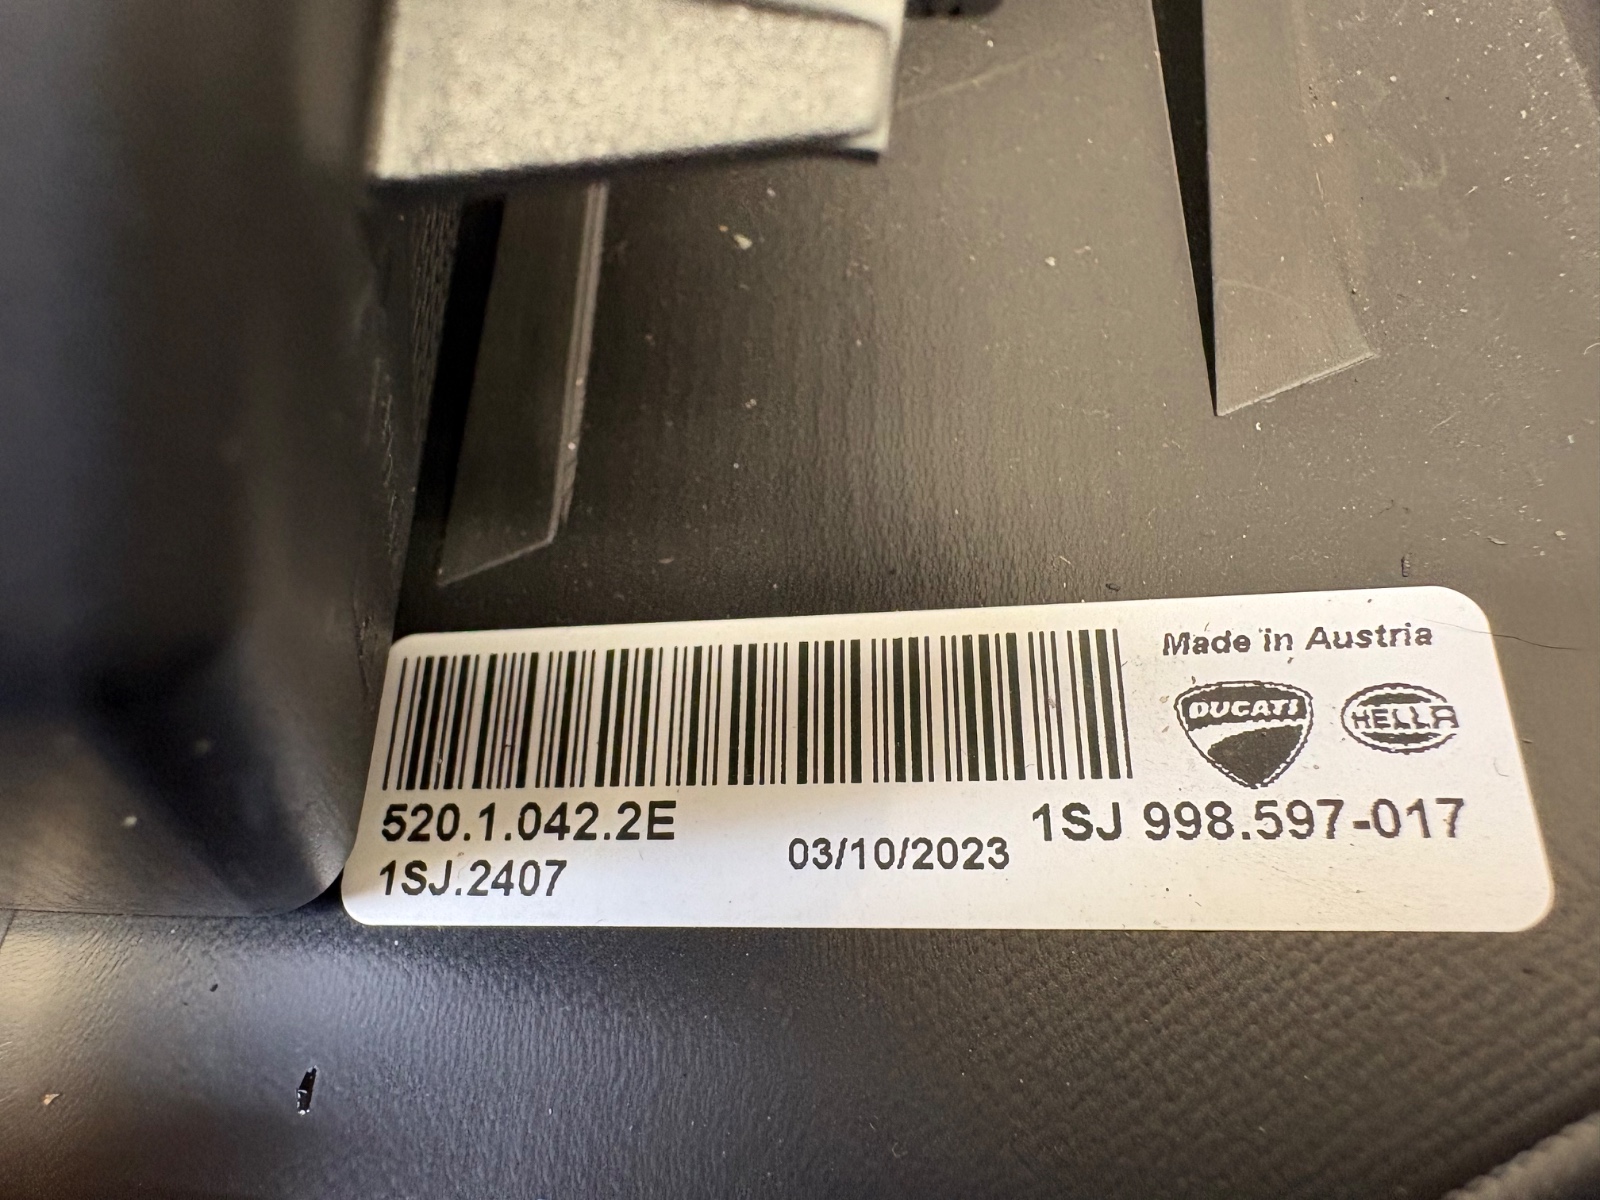 Made in Austria
DUCATI HELLA
520.1.042.2E
1SJ 998.597-017
1SJ.2407
03/10/2023